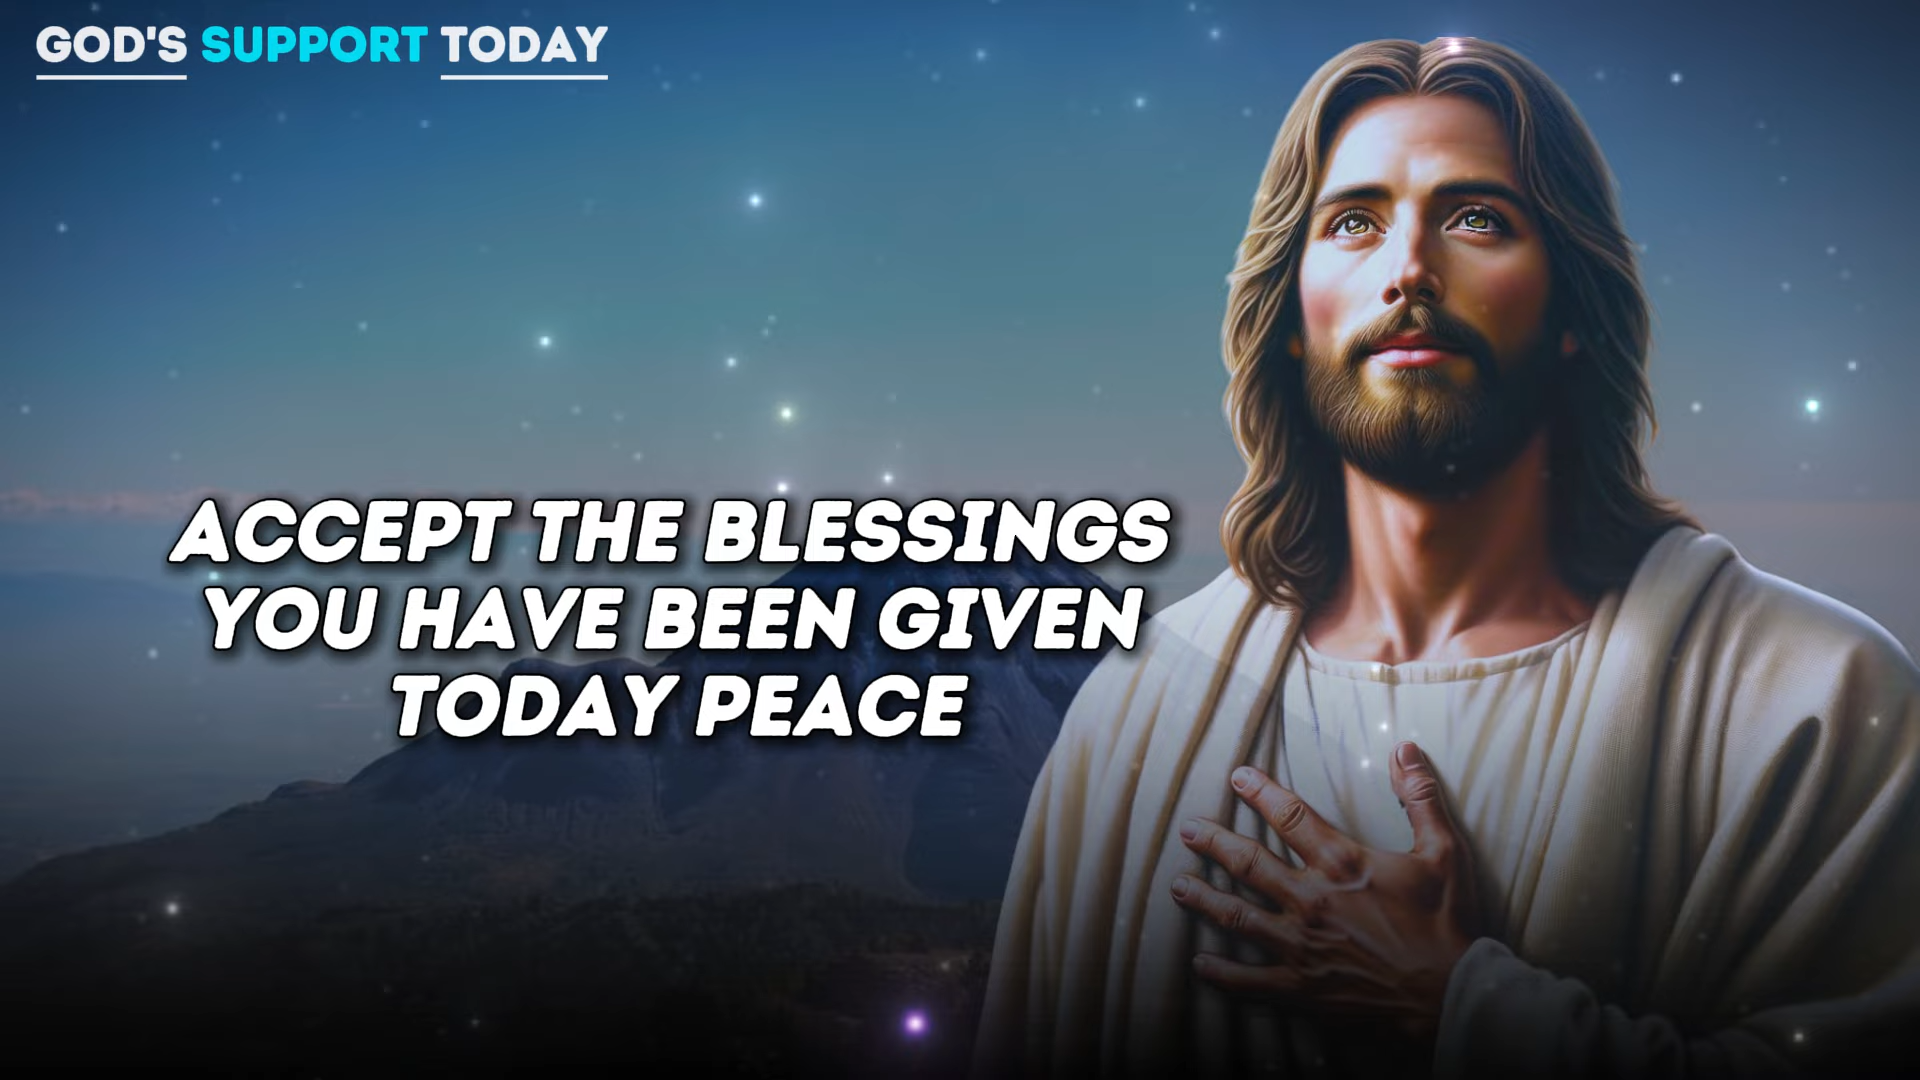 GOD'S SUPPORT TODAY
ACCEPT THE BLESSINGS
YOU HAVE BEEN GIVEN
TODAY PEACE